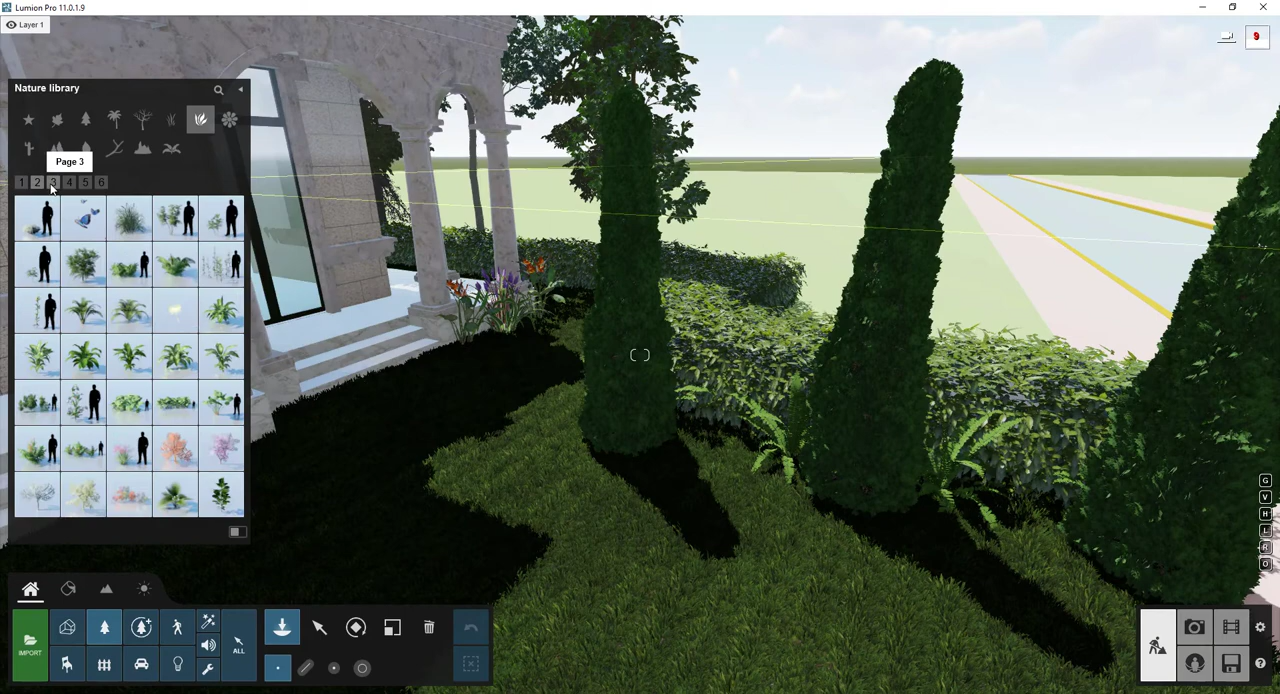 Lumion Pro 11.0.1.9
Layer 1
9
Nature library
Page 3
1 2 3 4 5 6
G
V
H
L
R
O
IMPORT
ALL